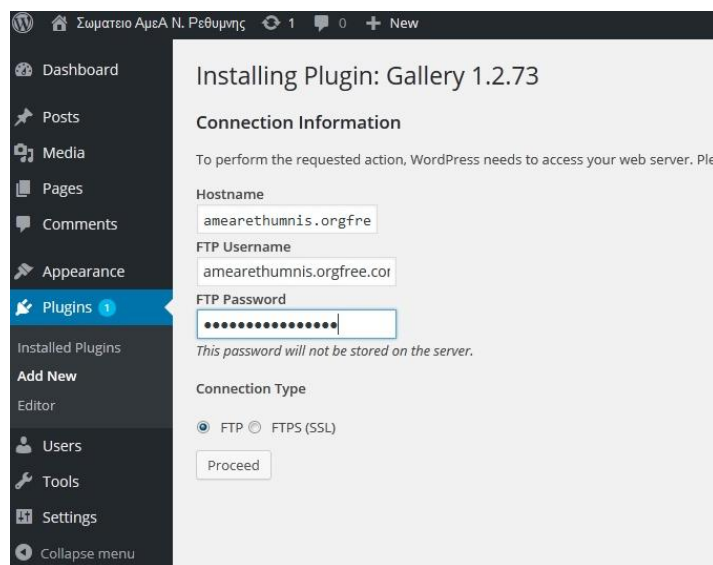 Σωματειο ΑμεΑ Ν. Ρεθυμνης 1 0 + New
Dashboard
Posts
Media
Pages
Comments
Appearance
Plugins 1
Installed Plugins
Add New
Editor
Users
Tools
Settings
Collapse menu
Installing Plugin: Gallery 1.2.73
Connection Information
To perform the requested action, WordPress needs to access your web server. Ple
Hostname
amearethumnis.orgfre
FTP Username
amearethumnis.orgfree.cor
FTP Password
••••••••••••••••
This password will not be stored on the server.
Connection Type
FTP FTPS (SSL)
Proceed